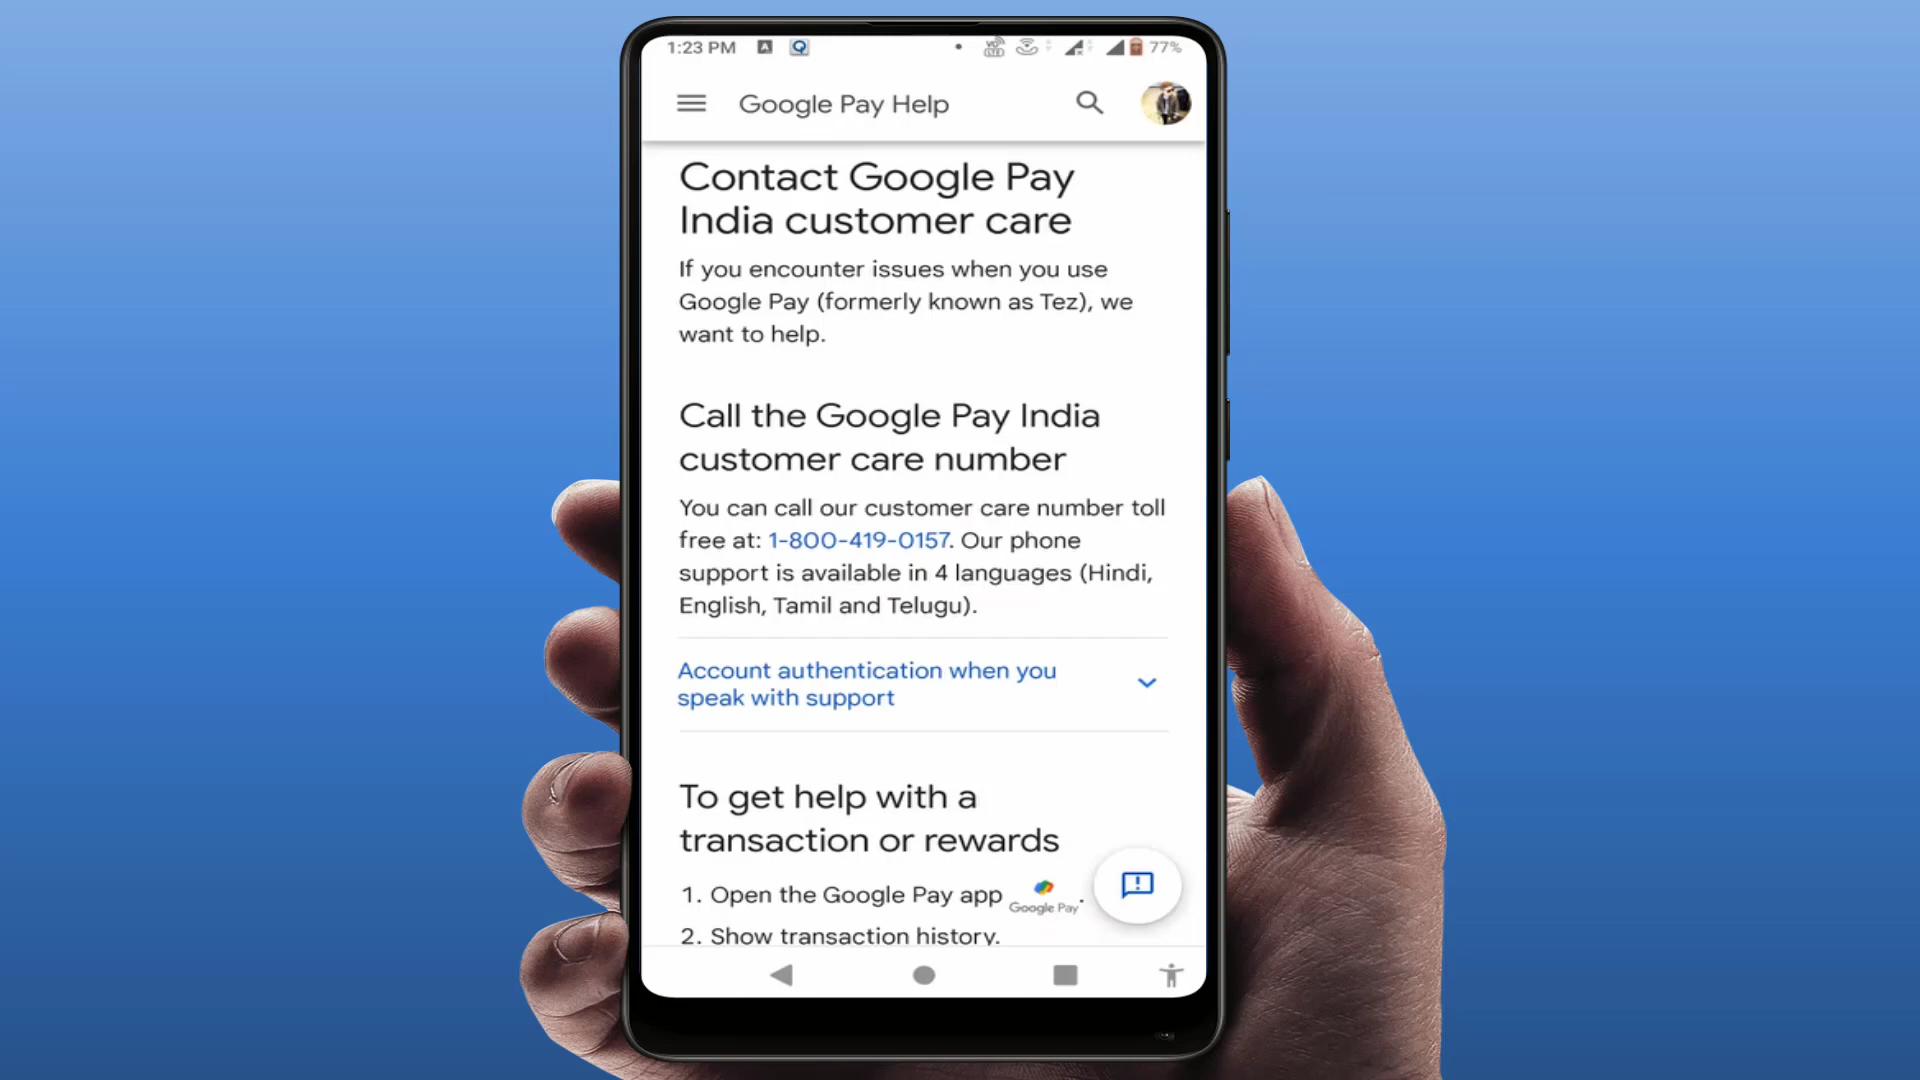 1:23 PM
77%
Google Pay Help
Contact Google Pay
India customer care
If you encounter issues when you use
Google Pay (formerly known as Tez), we
want to help.
Call the Google Pay India
customer care number
You can call our customer care number toll
free at: 1-800-419-0157. Our phone
support is available in 4 languages (Hindi,
English, Tamil and Telugu).
Account authentication when you
speak with support
To get help with a
transaction or rewards
1. Open the Google Pay app Google Pay.
2. Show transaction history.